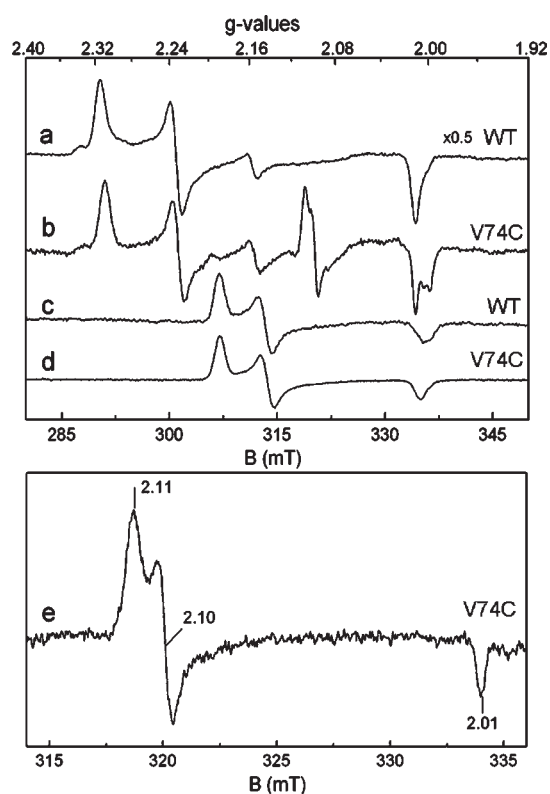 g-values
2.40 2.32 2.24 2.16 2.08 2.00 1.92
a x0.5 WT
b V74C
c WT
d V74C
285 300 315 330 345
B (mT)
2.11
2.10
e V74C
2.01
315 320 325 330 335
B (mT)